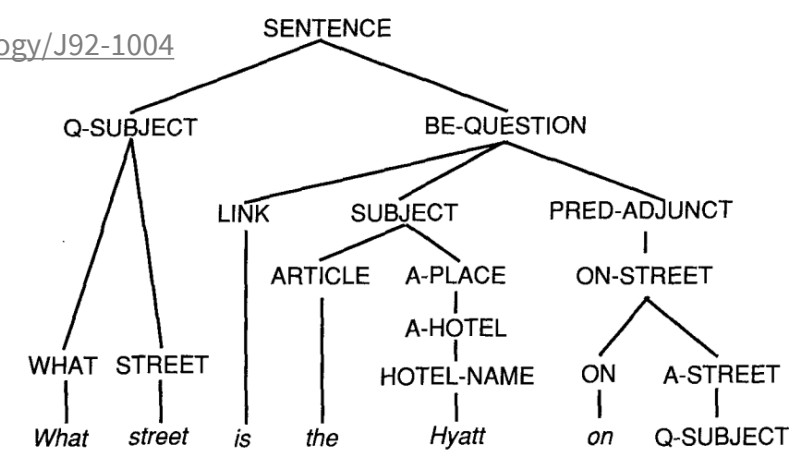 SENTENCE
ogy/J92-1004
Q-SUBJECT BE-QUESTION
LINK SUBJECT PRED-ADJUNCT
ARTICLE A-PLACE ON-STREET
A-HOTEL
WHAT STREET HOTEL-NAME ON A-STREET
What street is the Hyatt on Q-SUBJECT